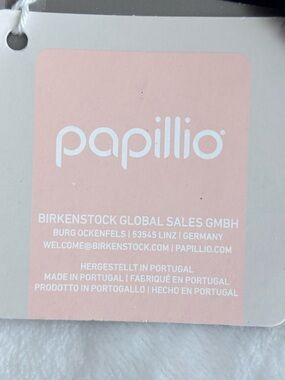 papillio®
BIRKENSTOCK GLOBAL SALES GMBH
BURG OCKENFELS | 53545 LINZ | GERMANY
WELCOME@BIRKENSTOCK.COM | PAPILLIO.COM
HERGESTELLT IN PORTUGAL
MADE IN PORTUGAL | FABRIQUÉ EN PORTUGAL
PRODOTTO IN PORTOGALLO | HECHO EN PORTUGAL